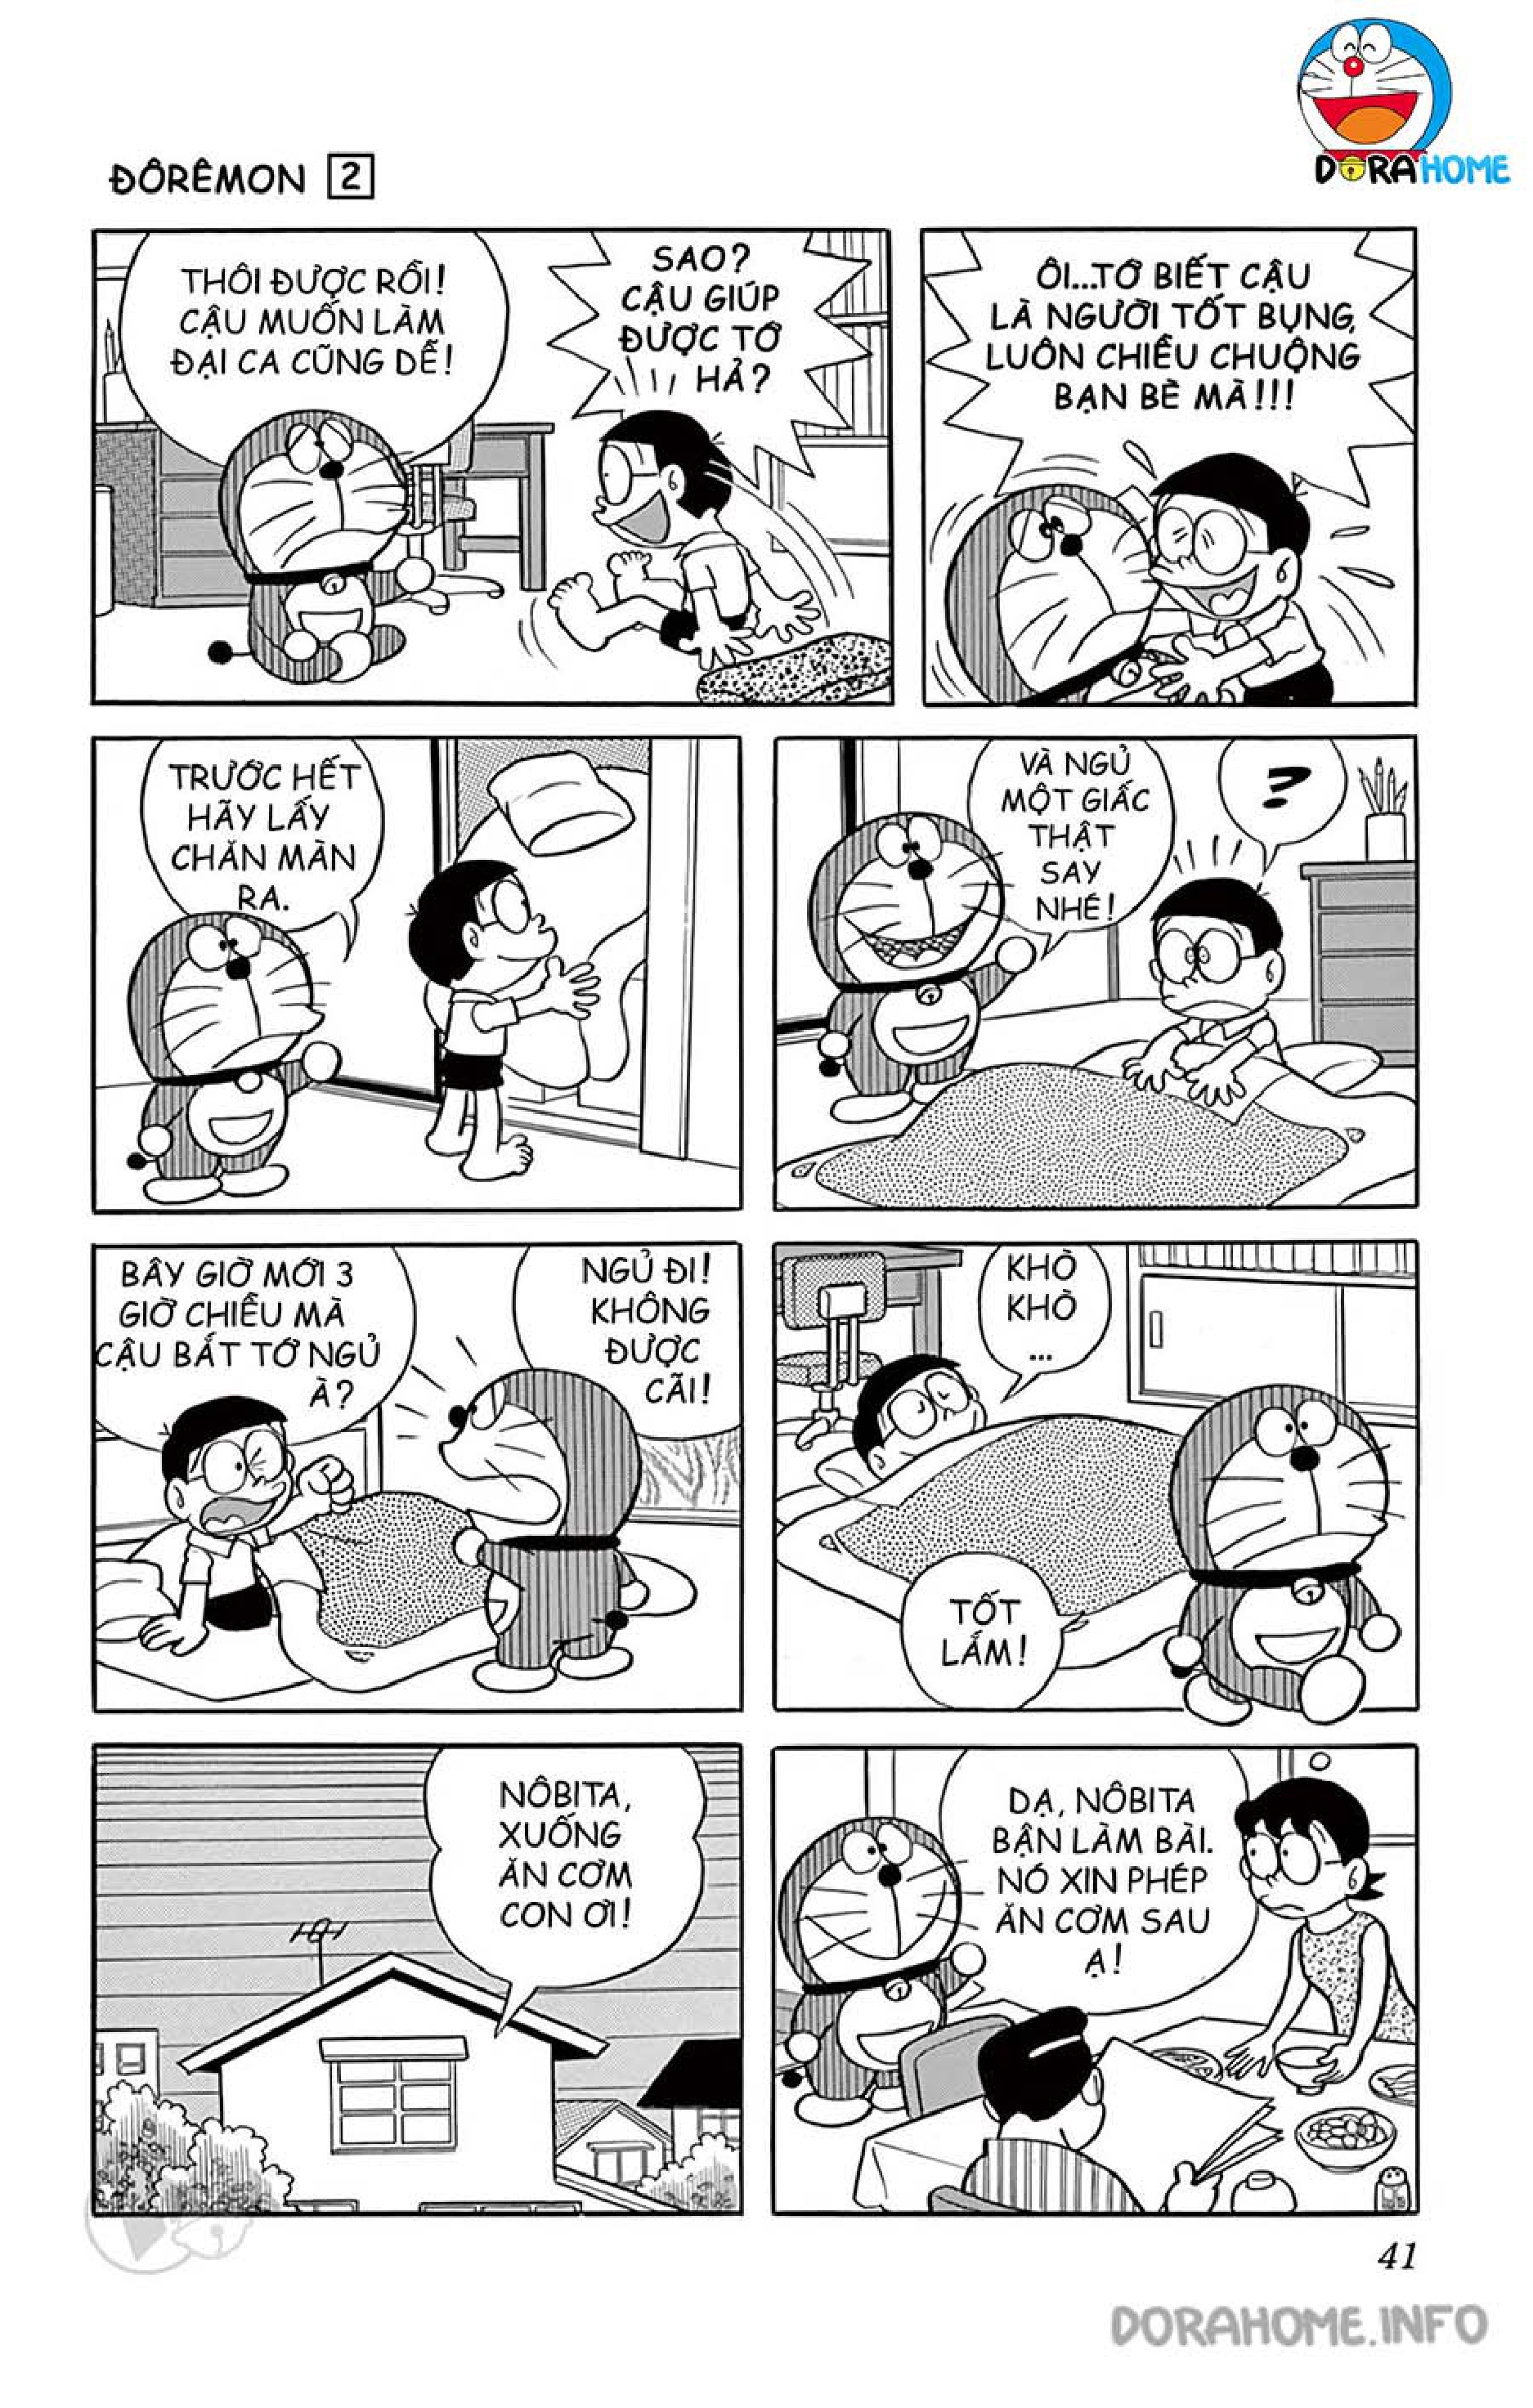 DORAHOME
ĐÔRÊMON 2
THÔI ĐƯỢC RỒI!
CẬU MUỐN LÀM
ĐẠI CA CŨNG DỄ!
SAO?
CẬU GIÚP
ĐƯỢC TỚ
HẢ?
ÔI...TỚ BIẾT CẬU
LÀ NGƯỜI TỐT BỤNG,
LUÔN CHIỀU CHUỘNG
BẠN BÈ MÀ!!!
TRƯỚC HẾT
HÃY LẤY
CHĂN MÀN
RA.
VÀ NGỦ
MỘT GIẤC
THẬT
SAY
NHÉ!
?
BÂY GIỜ MỚI 3
GIỜ CHIỀU MÀ
CẬU BẮT TỚ NGỦ
À?
NGỦ ĐI!
KHÔNG
ĐƯỢC
CÃI!
KHÒ
KHÒ
...
TỐT
LẮM!
NÔBITA,
XUỐNG
ĂN CƠM
CON ƠI!
DẠ, NÔBITA
BẬN LÀM BÀI.
NÓ XIN PHÉP
ĂN CƠM SAU
Ạ!
41
DORAHOME.INFO